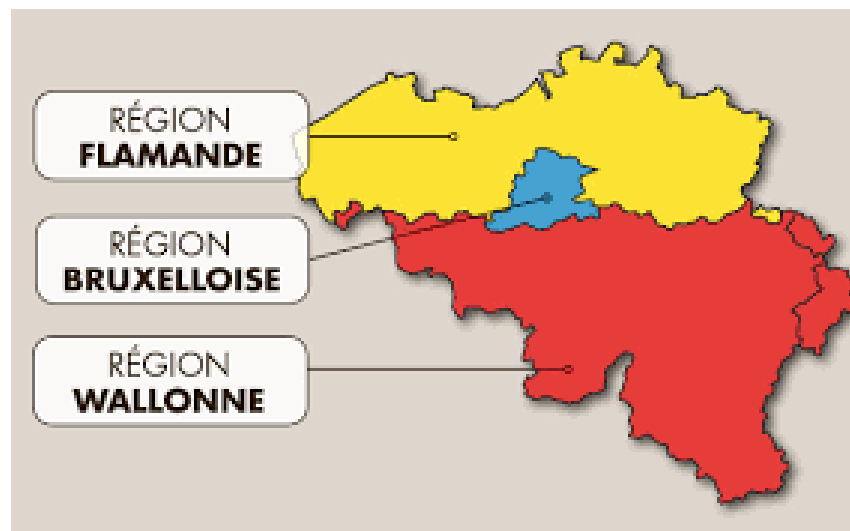 RÉGION
FLAMANDE
RÉGION
BRUXELLOISE
RÉGION
WALLONNE